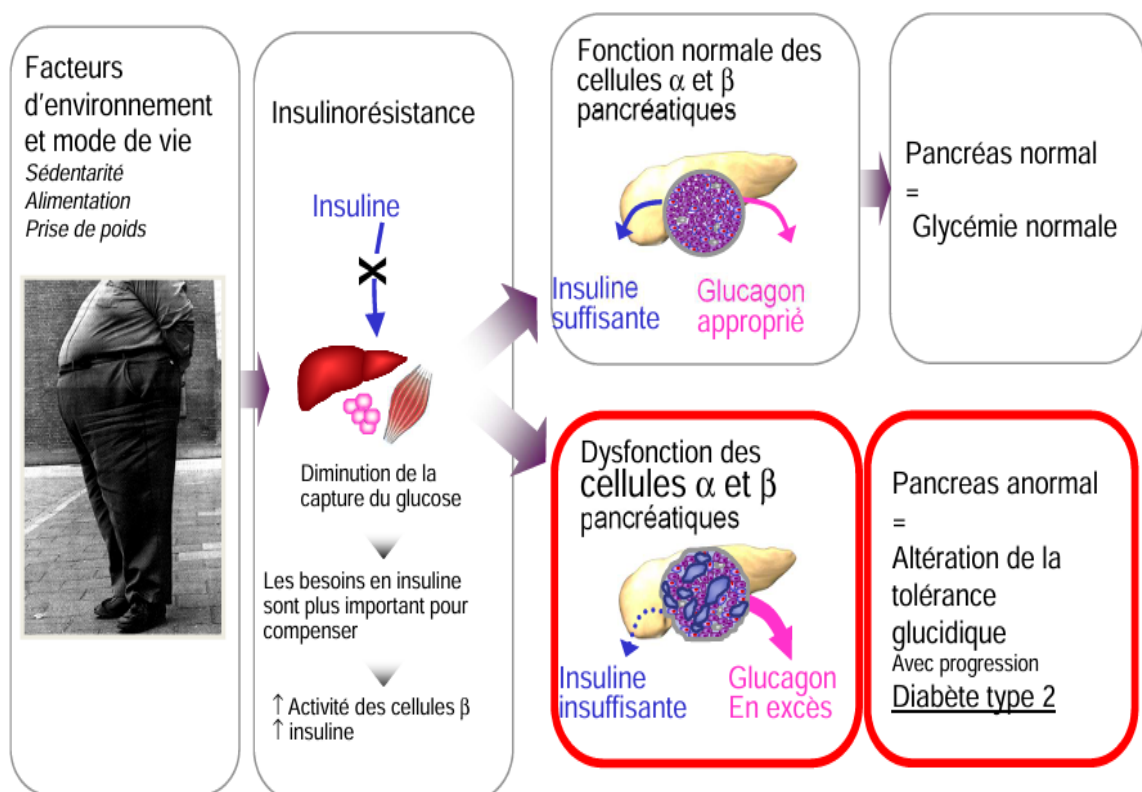 Facteurs
d'environnement
et mode de vie
Sédentarité
Alimentation
Prise de poids
Insulinorésistance
Insuline
X
Diminution de la
capture du glucose
Les besoins en insuline
sont plus important pour
compenser
↑ Activité des cellules β
↑ insuline
Fonction normale des
cellules α et β
pancréatiques
Insuline
suffisante
Glucagon
approprié
Pancréas normal
=
Glycémie normale
Dysfonction des
cellules α et β
pancréatiques
Insuline
insuffisante
Glucagon
En excès
Pancreas anormal
=
Altération de la
tolérance
glucidique
Avec progression
Diabète type 2